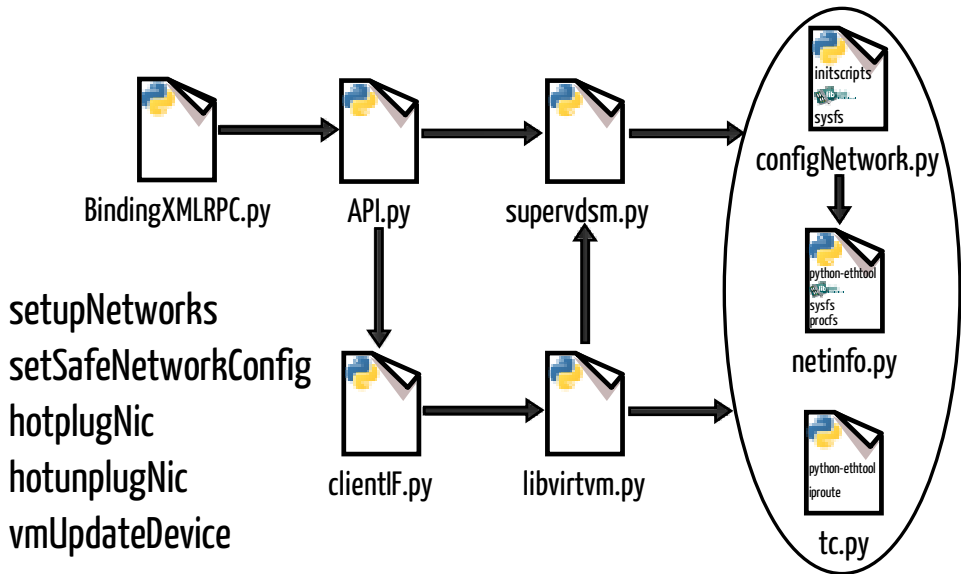 initscripts
sysfs
configNetwork.py
BindingXMLRPC.py
API.py
supervdsm.py
python-ethtool
sysfs
procfs
netinfo.py
setupNetworks
setSafeNetworkConfig
hotplugNic
hotunplugNic
vmUpdateDevice
clientIF.py
libvirtvm.py
python-ethtool
iproute
tc.py